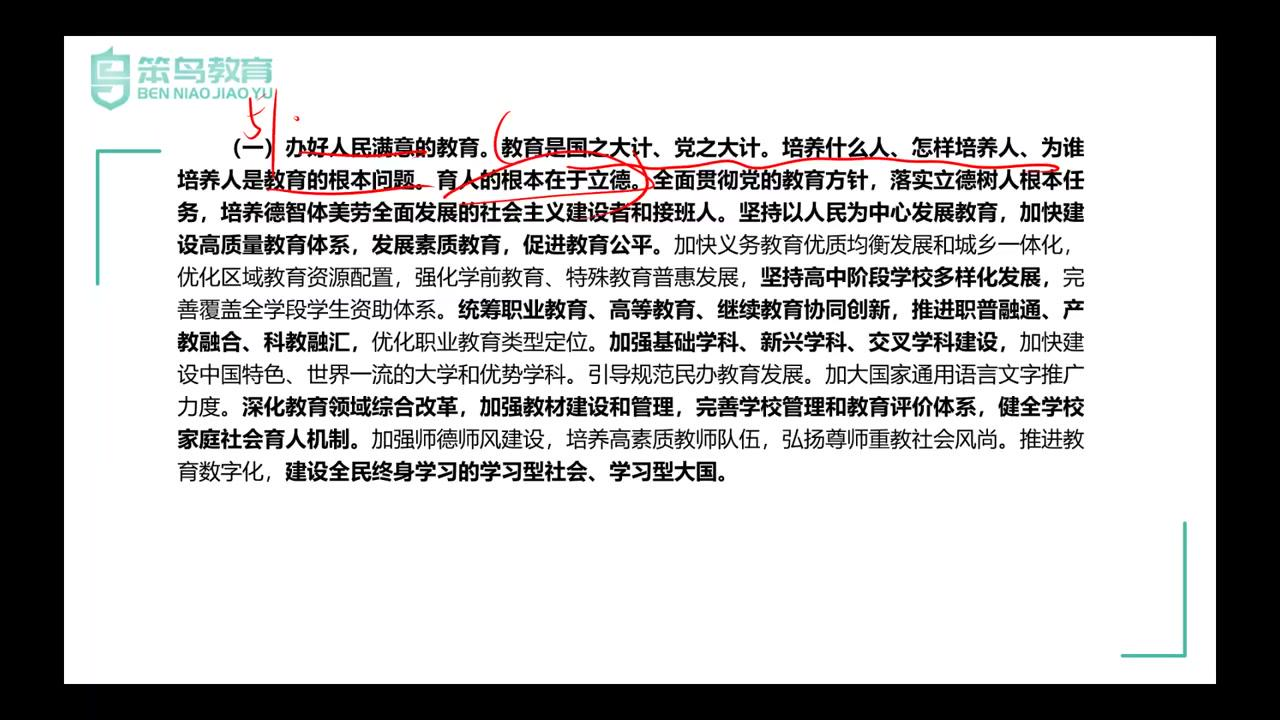 笨鸟教育
BEN NIAO JIAO YU
5
（一）办好人民满意的教育。教育是国之大计、党之大计。培养什么人、怎样培养人、为谁
培养人是教育的根本问题。育人的根本在于立德。全面贯彻党的教育方针，落实立德树人根本任
务，培养德智体美劳全面发展的社会主义建设者和接班人。坚持以人民为中心发展教育，加快建
设高质量教育体系，发展素质教育，促进教育公平。加快义务教育优质均衡发展和城乡一体化，
优化区域教育资源配置，强化学前教育、特殊教育普惠发展，坚持高中阶段学校多样化发展，完
善覆盖全学段学生资助体系。统筹职业教育、高等教育、继续教育协同创新，推进职普融通、产
教融合、科教融汇，优化职业教育类型定位。加强基础学科、新兴学科、交叉学科建设，加快建
设中国特色、世界一流的大学和优势学科。引导规范民办教育发展。加大国家通用语言文字推广
力度。深化教育领域综合改革，加强教材建设和管理，完善学校管理和教育评价体系，健全学校
家庭社会育人机制。加强师德师风建设，培养高素质教师队伍，弘扬尊师重教社会风尚。推进教
育数字化，建设全民终身学习的学习型社会、学习型大国。